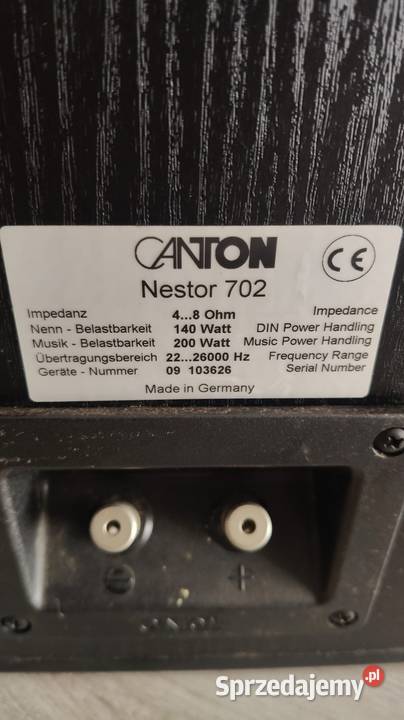 CANTON
CE
Nestor 702
Impedanz 4...8 Ohm Impedance
Nenn - Belastbarkeit 140 Watt DIN Power Handling
Musik - Belastbarkeit 200 Watt Music Power Handling
Übertragungsbereich 22...26000 Hz Frequency Range
Geräte - Nummer 09 103626 Serial Number
Made in Germany
- +
Sprzedajemy.pl